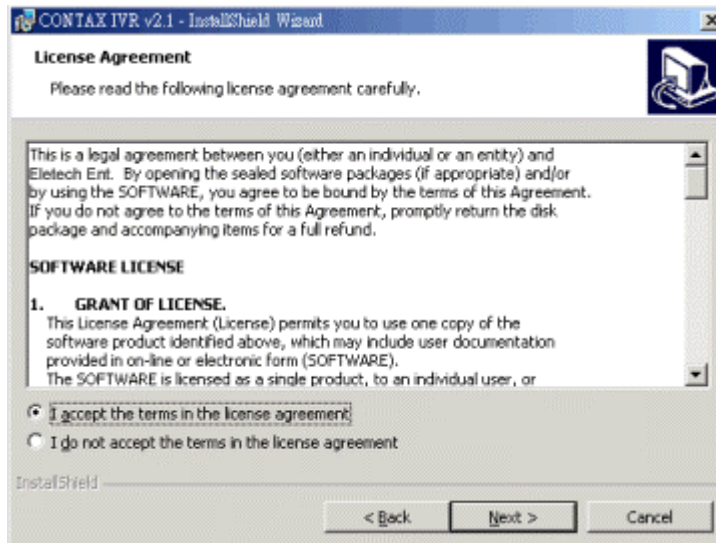 CONTAX IVR v2.1 - InstallShield Wizard
License Agreement
Please read the following license agreement carefully.
This is a legal agreement between you (either an individual or an entity) and
Eletech Ent. By opening the sealed software packages (if appropriate) and/or
by using the SOFTWARE, you agree to be bound by the terms of this Agreement.
If you do not agree to the terms of this Agreement, promptly return the disk
package and accompanying items for a full refund.
SOFTWARE LICENSE
1. GRANT OF LICENSE.
This License Agreement (License) permits you to use one copy of the
software product identified above, which may include user documentation
provided in on-line or electronic form (SOFTWARE).
The SOFTWARE is licensed as a single product, to an individual user, or
I accept the terms in the license agreement
I do not accept the terms in the license agreement
InstallShield
< Back Next > Cancel